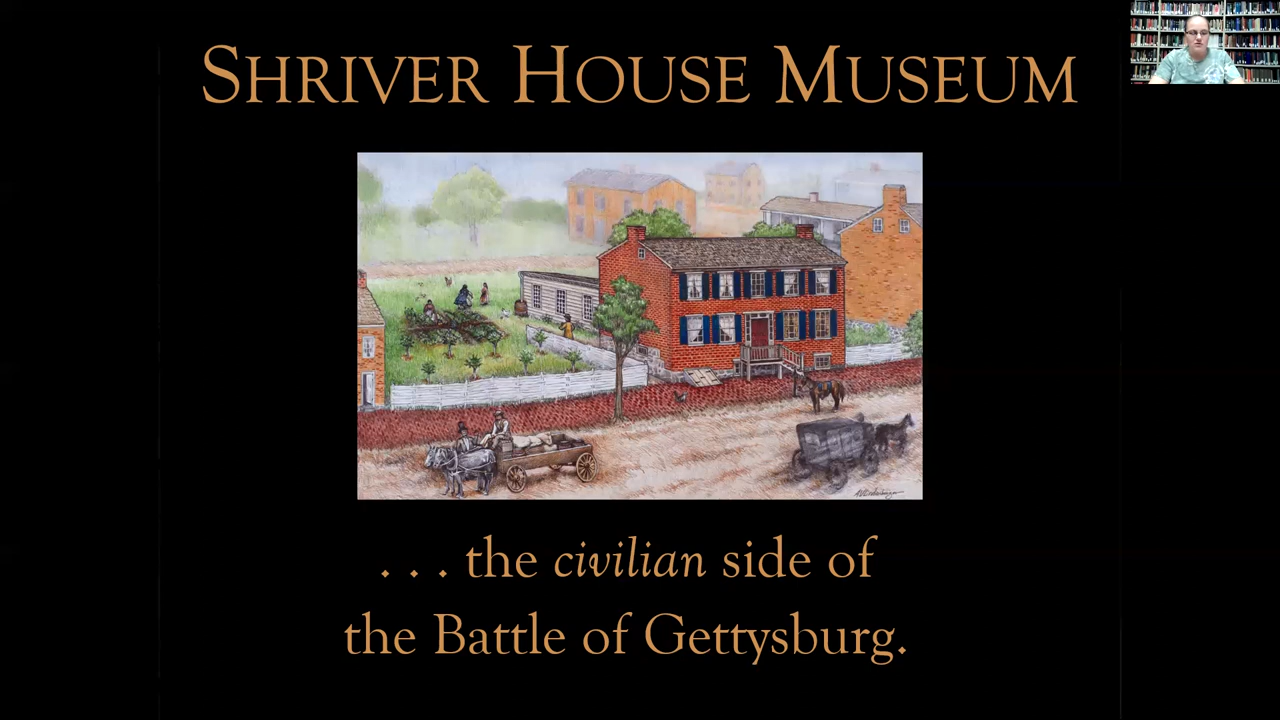 SHRIVER HOUSE MUSEUM
. . . the civilian side of
the Battle of Gettysburg.